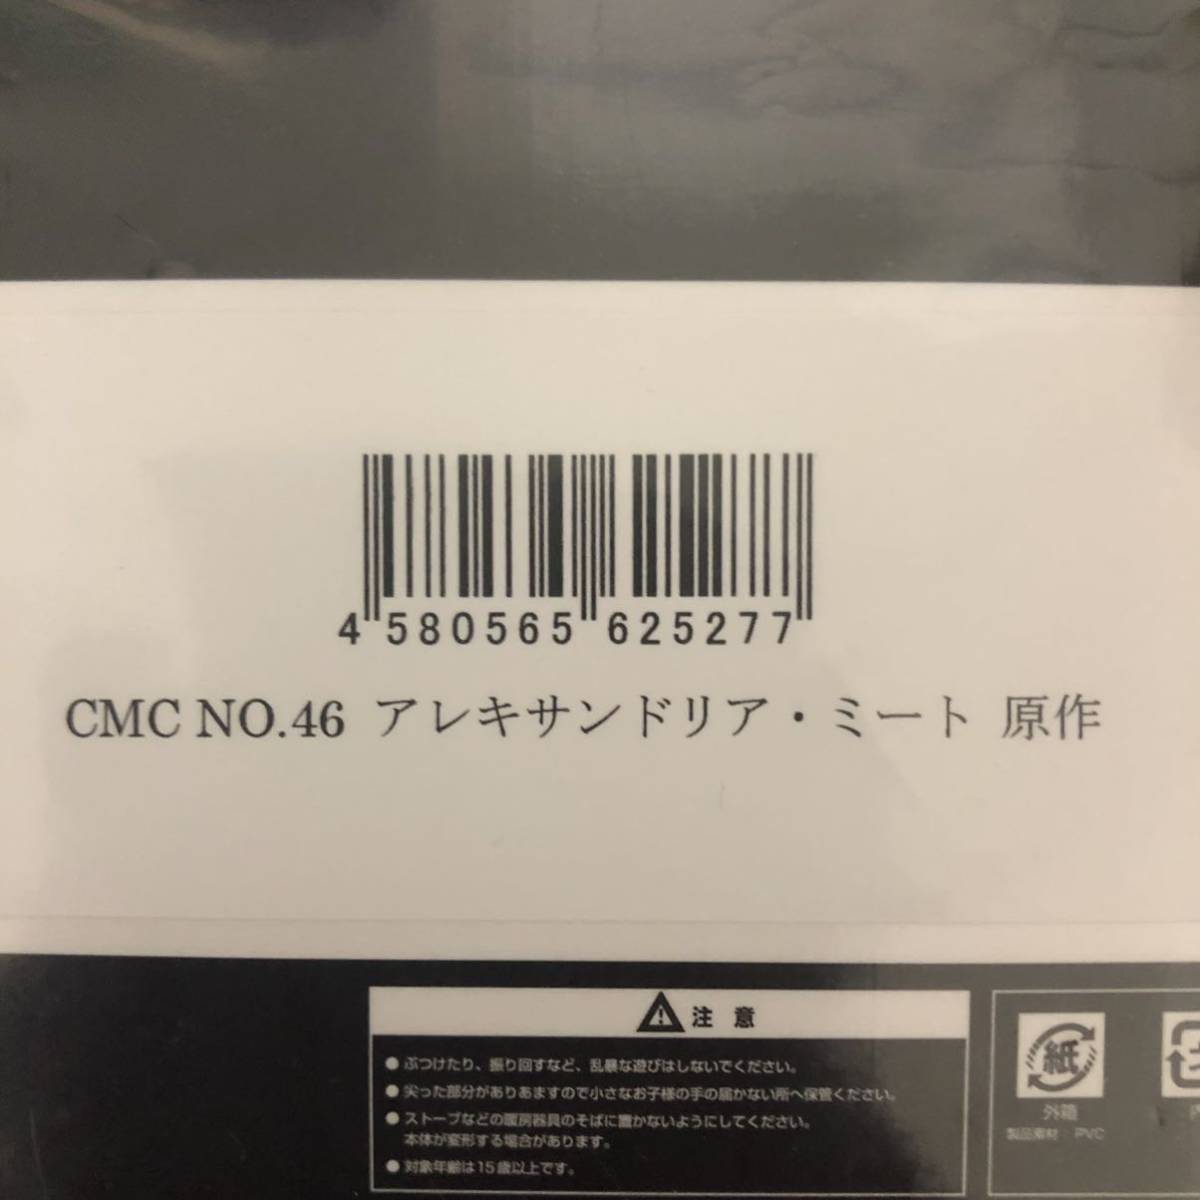 4 580565 625277
CMC NO.46 アレキサンドリア・ミート 原作
注 意
●ぶつけたり、振り回すなど、乱暴な遊びはしないでください。
●尖った部分がありあますので小さなお子様の手の届かない所へ保管ください。
●ストーブなどの暖房器具のそばに置かないようにしてください。
本体が変形する場合があります。
●対象年齢は15歳以上です。
紙
外箱
製品素材 PVC